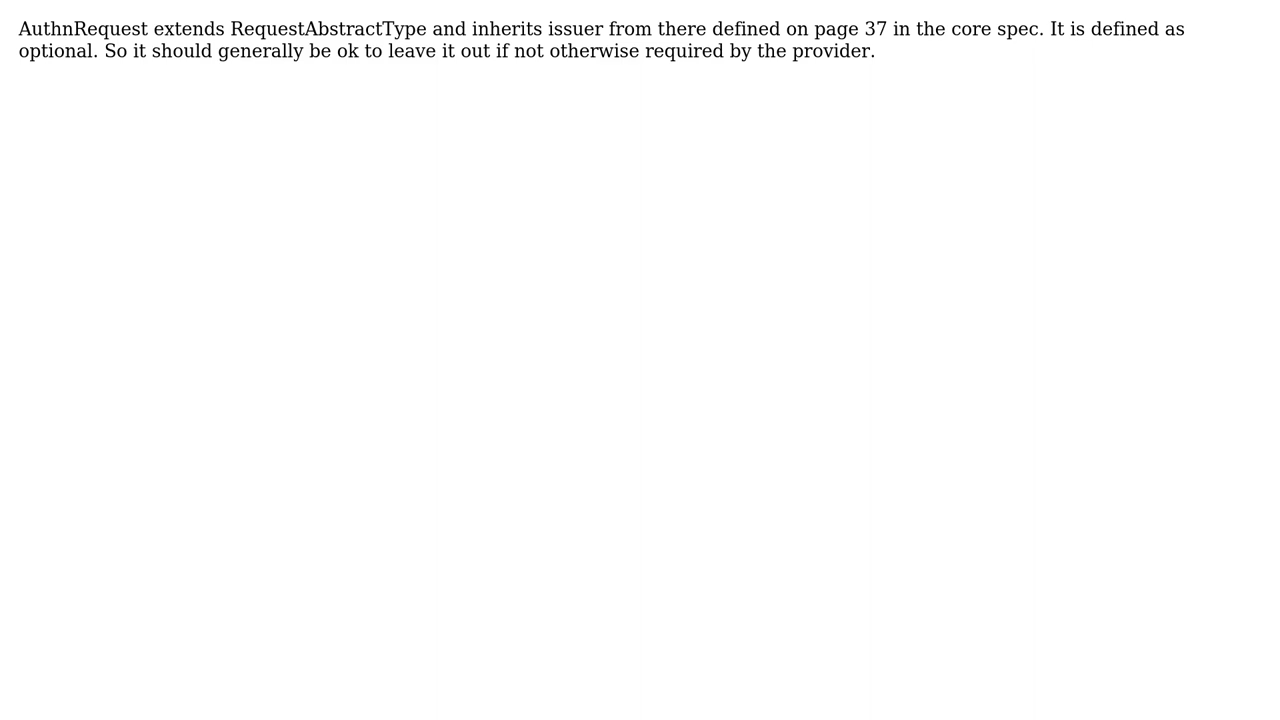 AuthnRequest extends RequestAbstractType and inherits issuer from there defined on page 37 in the core spec. It is defined as
optional. So it should generally be ok to leave it out if not otherwise required by the provider.